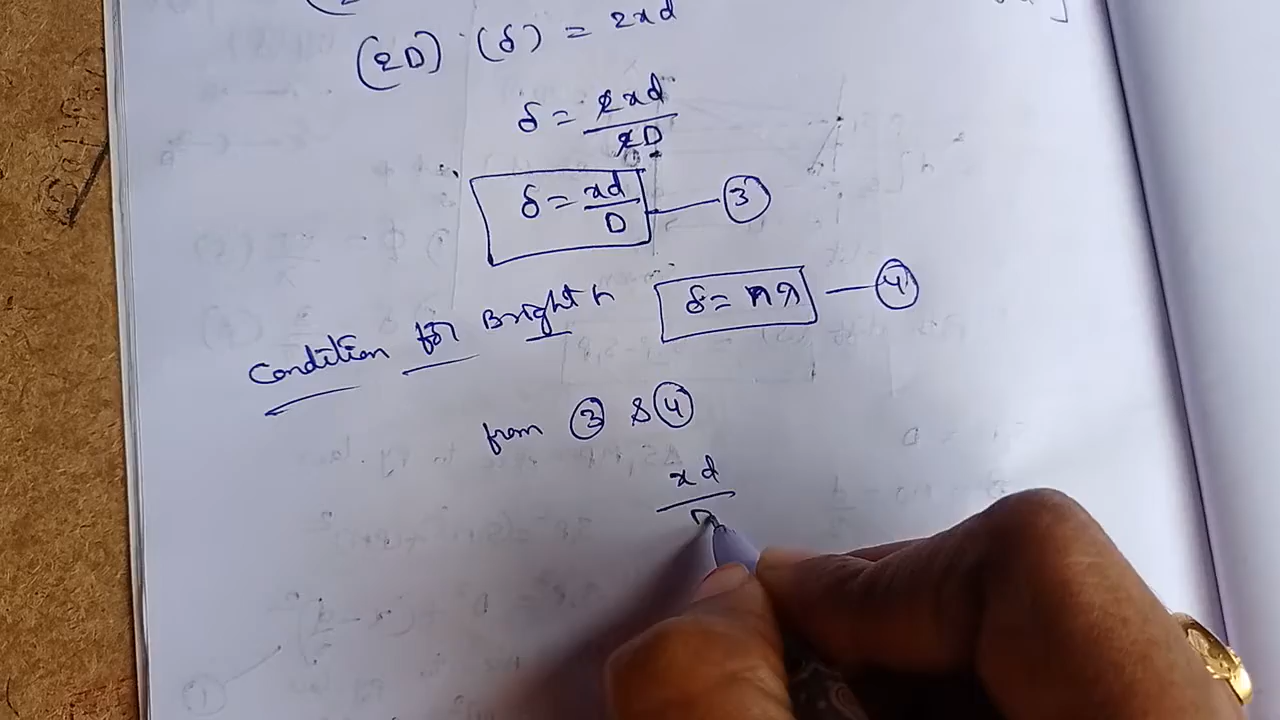 (2D) · (δ) = 2xd
δ = 2xd / 2D
δ = xd / D — 3
Condition for Bright δ = nλ — 4
from 3 & 4
xd / D